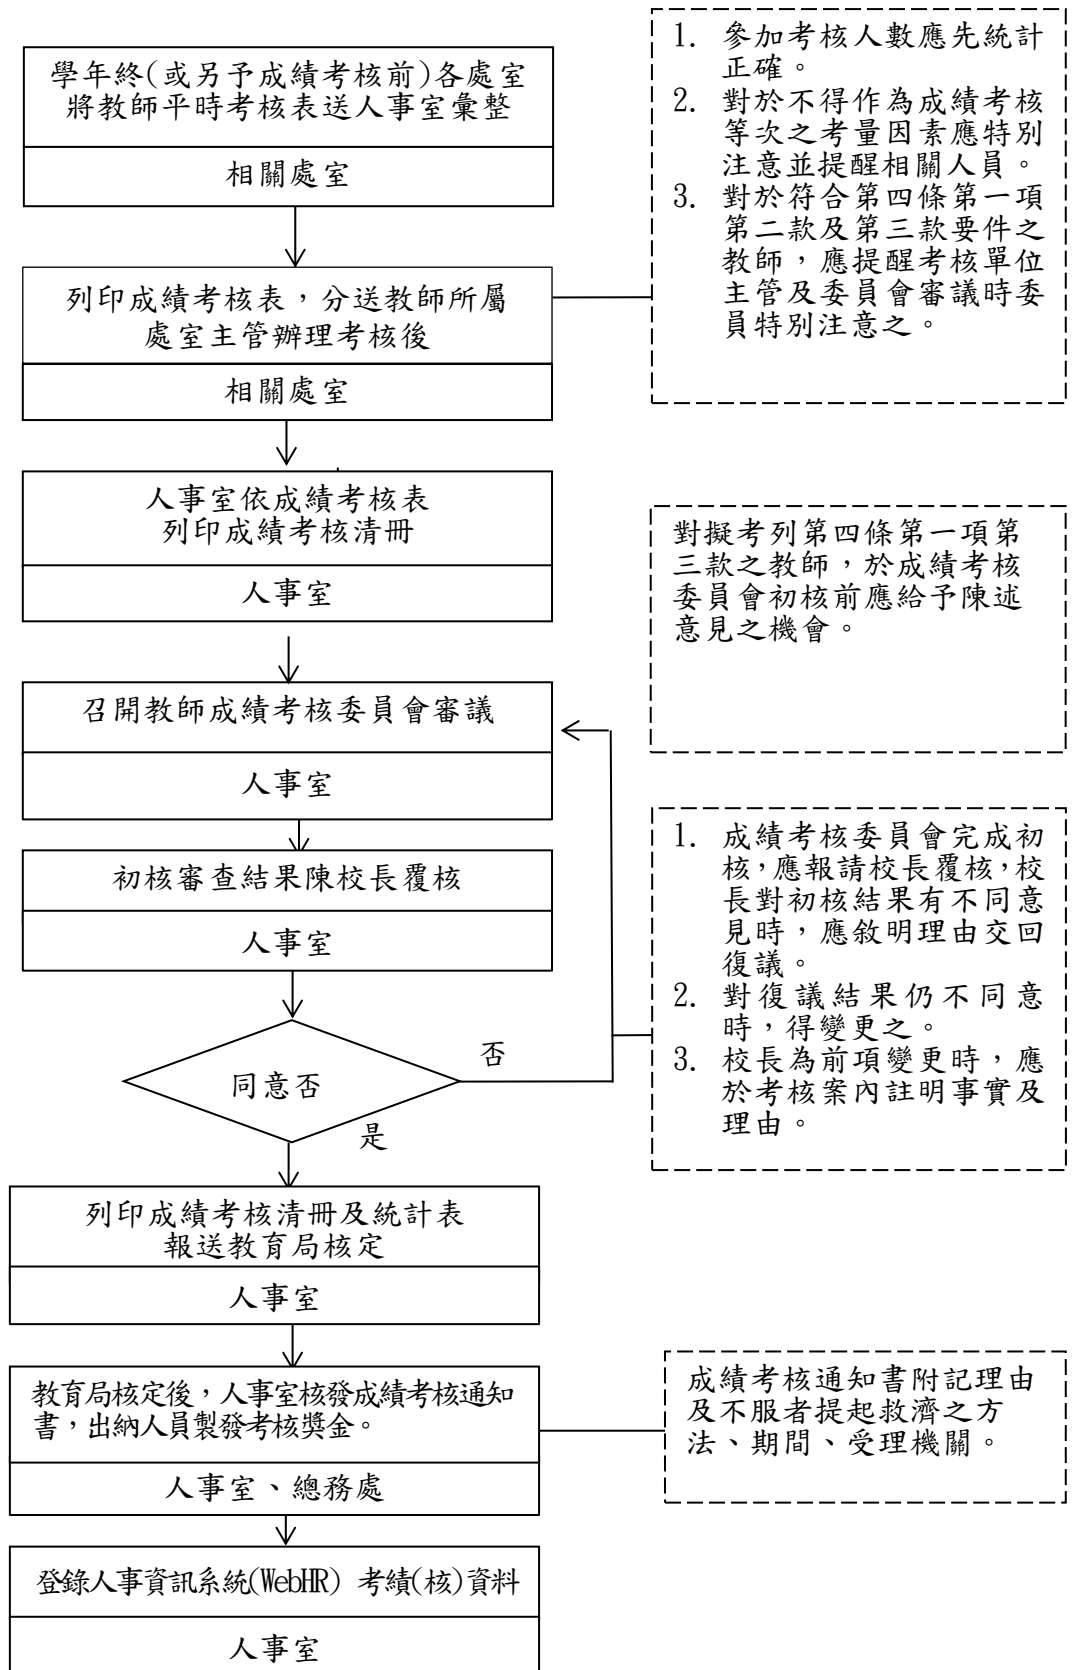 學年終(或另予成績考核前)各處室
將教師平時考核表送人事室彙整
相關處室
1. 參加考核人數應先統計
正確。
2. 對於不得作為成績考核
等次之考量因素應特別
注意並提醒相關人員。
3. 對於符合第四條第一項
第二款及第三款要件之
教師，應提醒考核單位
主管及委員會審議時委
員特別注意之。
列印成績考核表，分送教師所屬
處室主管辦理考核後
相關處室
人事室依成績考核表
列印成績考核清冊
人事室
對擬考列第四條第一項第
三款之教師，於成績考核
委員會初核前應給予陳述
意見之機會。
召開教師成績考核委員會審議
人事室
初核審查結果陳校長覆核
人事室
1. 成績考核委員會完成初
核，應報請校長覆核，校
長對初核結果有不同意
見時，應敘明理由交回
復議。
2. 對復議結果仍不同意
時，得變更之。
3. 校長為前項變更時，應
於考核案內註明事實及
理由。
同意否
否
是
列印成績考核清冊及統計表
報送教育局核定
人事室
教育局核定後，人事室核發成績考核通知
書，出納人員製發考核獎金。
人事室、總務處
成績考核通知書附記理由
及不服者提起救濟之方
法、期間、受理機關。
登錄人事資訊系統(WebHR) 考績(核)資料
人事室